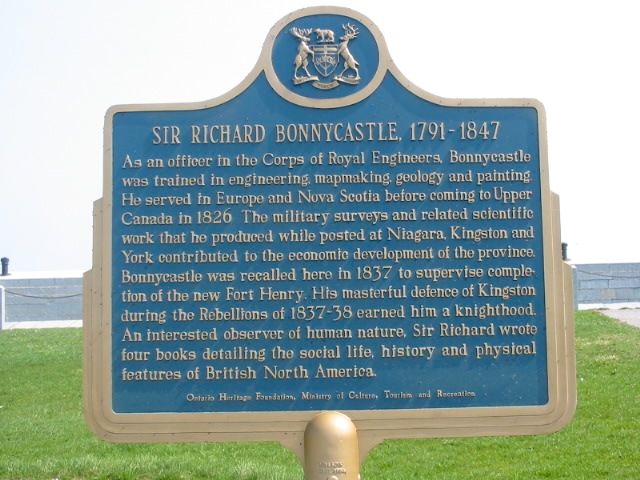 SIR RICHARD BONNYCASTLE, 1791-1847
As an officer in the Corps of Royal Engineers, Bonnycastle
was trained in engineering, mapmaking, geology and painting.
He served in Europe and Nova Scotia before coming to Upper
Canada in 1826. The military surveys and related scientific
work that he produced while posted at Niagara, Kingston and
York contributed to the economic development of the province.
Bonnycastle was recalled here in 1837 to supervise comple-
tion of the new Fort Henry. His masterful defence of Kingston
during the Rebellions of 1837-38 earned him a knighthood.
An interested observer of human nature, Sir Richard wrote
four books detailing the social life, history and physical
features of British North America.
Ontario Heritage Foundation, Ministry of Culture, Tourism and Recreation